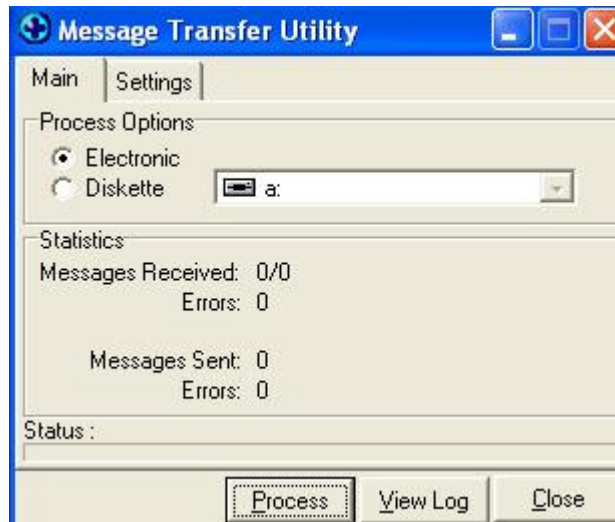 Message Transfer Utility
Main Settings
Process Options
Electronic
Diskette a:
Statistics
Messages Received: 0/0
Errors: 0
Messages Sent: 0
Errors: 0
Status :
Process View Log Close